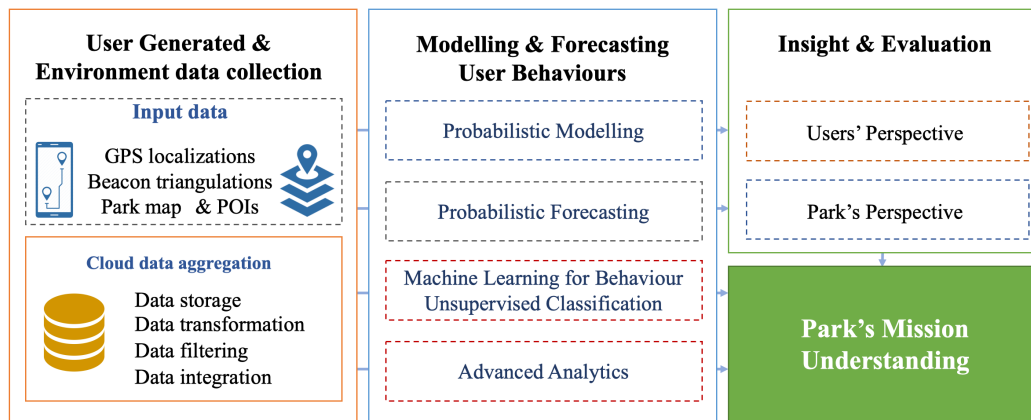 User Generated &
Environment data collection
Input data
GPS localizations
Beacon triangulations
Park map & POIs
Cloud data aggregation
Data storage
Data transformation
Data filtering
Data integration
Modelling & Forecasting
User Behaviours
Probabilistic Modelling
Probabilistic Forecasting
Machine Learning for Behaviour
Unsupervised Classification
Advanced Analytics
Insight & Evaluation
Users’ Perspective
Park’s Perspective
Park’s Mission
Understanding